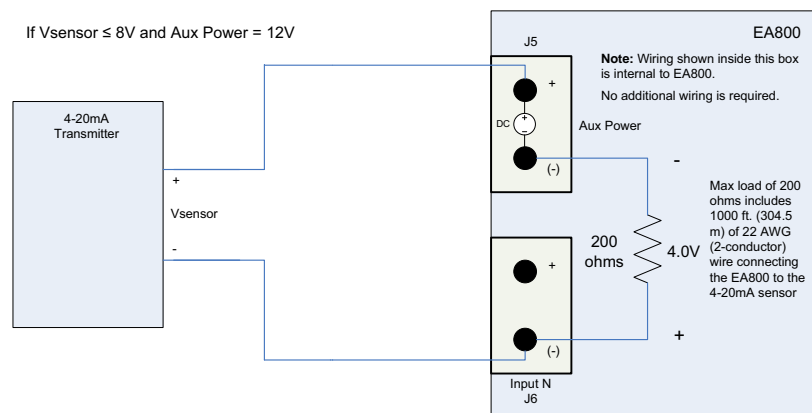 If Vsensor ≤ 8V and Aux Power = 12V
EA800
J5
Note: Wiring shown inside this box
is internal to EA800.
No additional wiring is required.
4-20mA
Transmitter
+
Vsensor
-
+
DC
+
-
(-)
Aux Power
-
200
ohms
4.0V
+
Max load of 200
ohms includes
1000 ft. (304.5
m) of 22 AWG
(2-conductor)
wire connecting
the EA800 to the
4-20mA sensor
+
(-)
Input N
J6